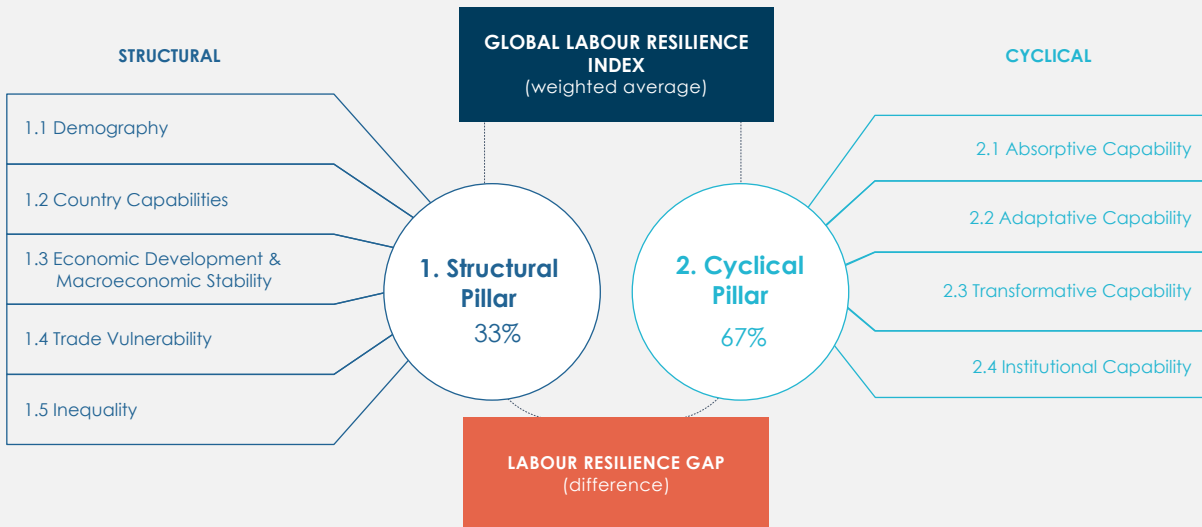 GLOBAL LABOUR RESILIENCE
INDEX
(weighted average)
STRUCTURAL
1.1 Demography
1.2 Country Capabilities
1.3 Economic Development &
Macroeconomic Stability
1.4 Trade Vulnerability
1.5 Inequality
1. Structural
Pillar
33%
2. Cyclical
Pillar
67%
CYCLICAL
2.1 Absorptive Capability
2.2 Adaptative Capability
2.3 Transformative Capability
2.4 Institutional Capability
LABOUR RESILIENCE GAP
(difference)